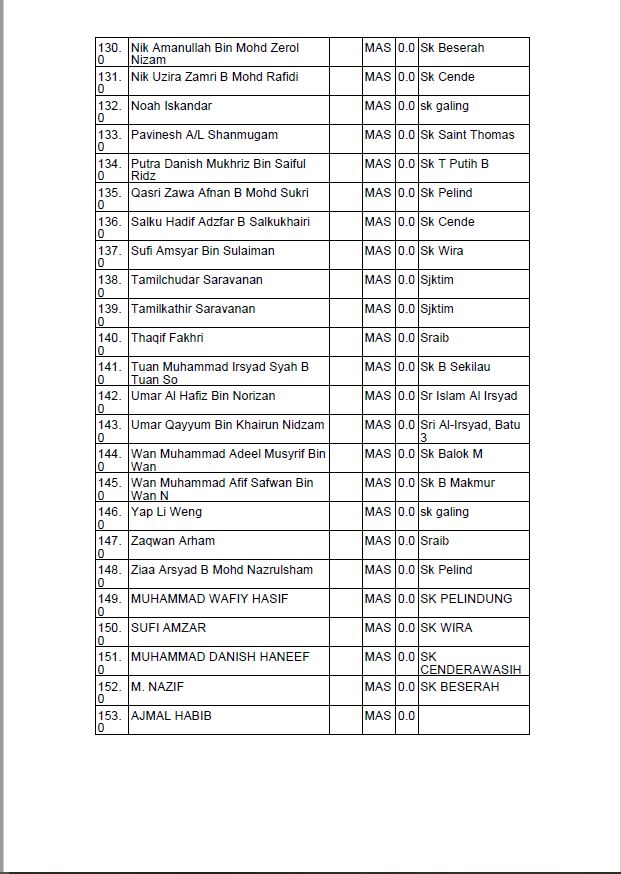 130. Nik Amanullah Bin Mohd Zerol MAS 0.0 Sk Beserah
0 Nizam
131. Nik Uzira Zamri B Mohd Rafidi MAS 0.0 Sk Cende
0
132. Noah Iskandar MAS 0.0 sk galing
0
133. Pavinesh A/L Shanmugam MAS 0.0 Sk Saint Thomas
0
134. Putra Danish Mukhriz Bin Saiful MAS 0.0 Sk T Putih B
0 Ridz
135. Qasri Zawa Afnan B Mohd Sukri MAS 0.0 Sk Pelind
0
136. Salku Hadif Adzfar B Salkukhairi MAS 0.0 Sk Cende
0
137. Sufi Amsyar Bin Sulaiman MAS 0.0 Sk Wira
0
138. Tamilchudar Saravanan MAS 0.0 Sjktim
0
139. Tamilkathir Saravanan MAS 0.0 Sjktim
0
140. Thaqif Fakhri MAS 0.0 Sraib
0
141. Tuan Muhammad Irsyad Syah B MAS 0.0 Sk B Sekilau
0 Tuan So
142. Umar Al Hafiz Bin Norizan MAS 0.0 Sr Islam Al Irsyad
0
143. Umar Qayyum Bin Khairun Nidzam MAS 0.0 Sri Al-Irsyad, Batu
0 3
144. Wan Muhammad Adeel Musyrif Bin MAS 0.0 Sk Balok M
0 Wan
145. Wan Muhammad Afif Safwan Bin MAS 0.0 Sk B Makmur
0 Wan N
146. Yap Li Weng MAS 0.0 sk galing
0
147. Zaqwan Arham MAS 0.0 Sraib
0
148. Ziaa Arsyad B Mohd Nazrulsham MAS 0.0 Sk Pelind
0
149. MUHAMMAD WAFIY HASIF MAS 0.0 SK PELINDUNG
0
150. SUFI AMZAR MAS 0.0 SK WIRA
0
151. MUHAMMAD DANISH HANEEF MAS 0.0 SK
0 CENDERAWASIH
152. M. NAZIF MAS 0.0 SK BESERAH
0
153. AJMAL HABIB MAS 0.0
0